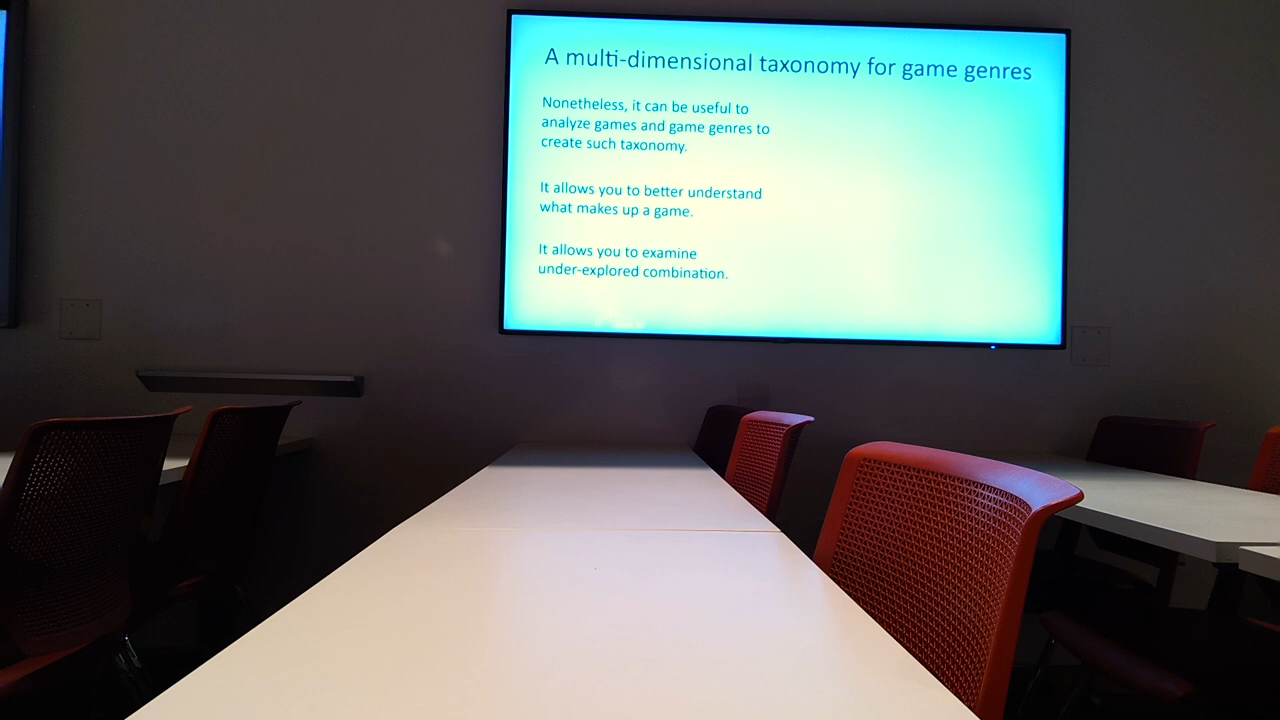 A multi-dimensional taxonomy for game genres
Nonetheless, it can be useful to
analyze games and game genres to
create such taxonomy.
It allows you to better understand
what makes up a game.
It allows you to examine
under-explored combination.